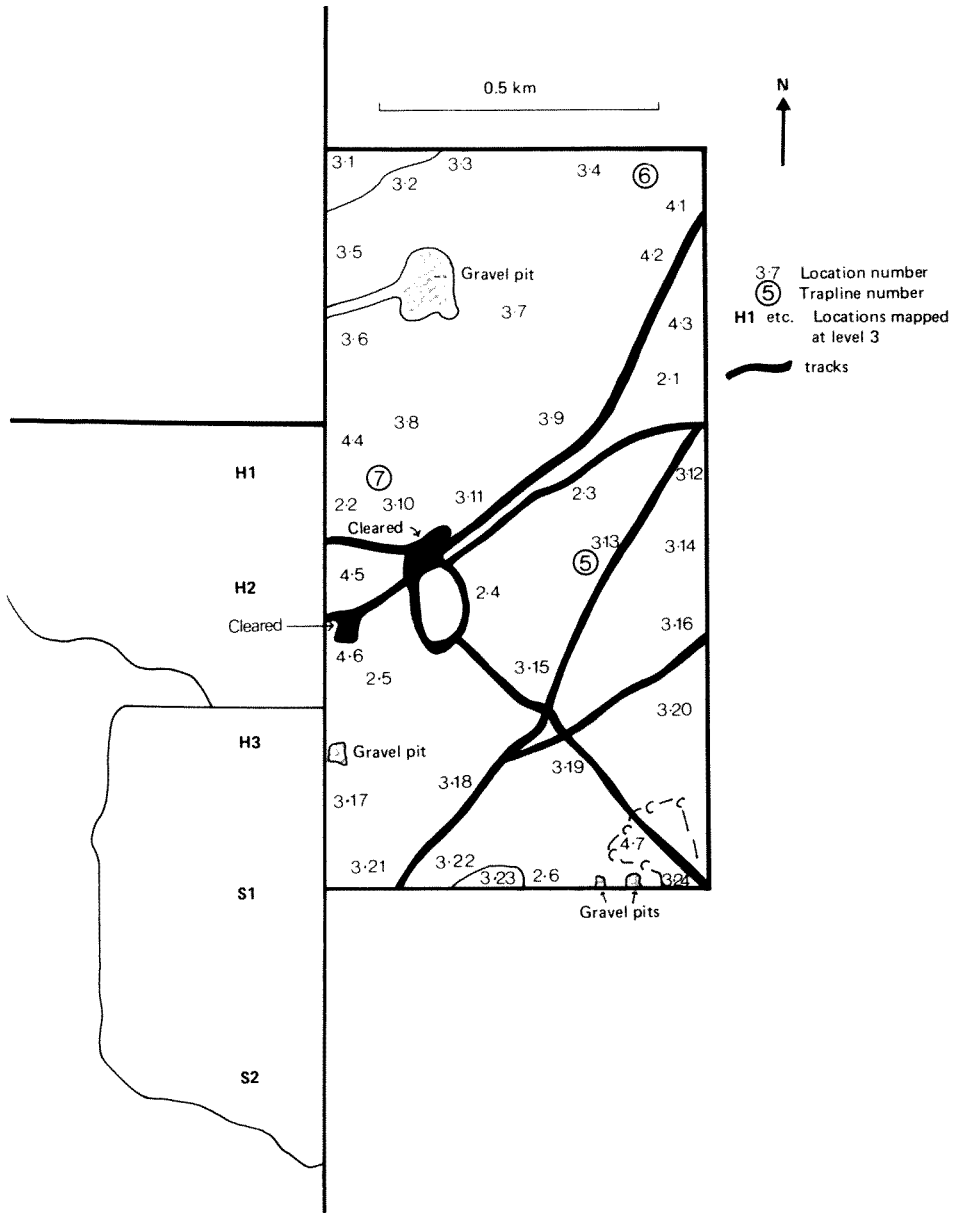 0.5 km
N
3·1
3·3
3·2
3·4
6
4·1
3·5
4·2
Gravel pit
3·7
4·3
3·6
3·7 Location number
5 Trapline number
H1 etc. Locations mapped
at level 3
tracks
2·1
3·8
3·9
4·4
H1
7
3·12
2·2
3·10
3·11
2·3
Cleared
3·13
3·14
5
4·5
H2
2·4
Cleared
3·16
4·6
2·5
3·15
3·20
H3
Gravel pit
3·19
3·18
3·17
4·7
3·21
3·22
3·23
2·6
3·24
S1
Gravel pits
S2